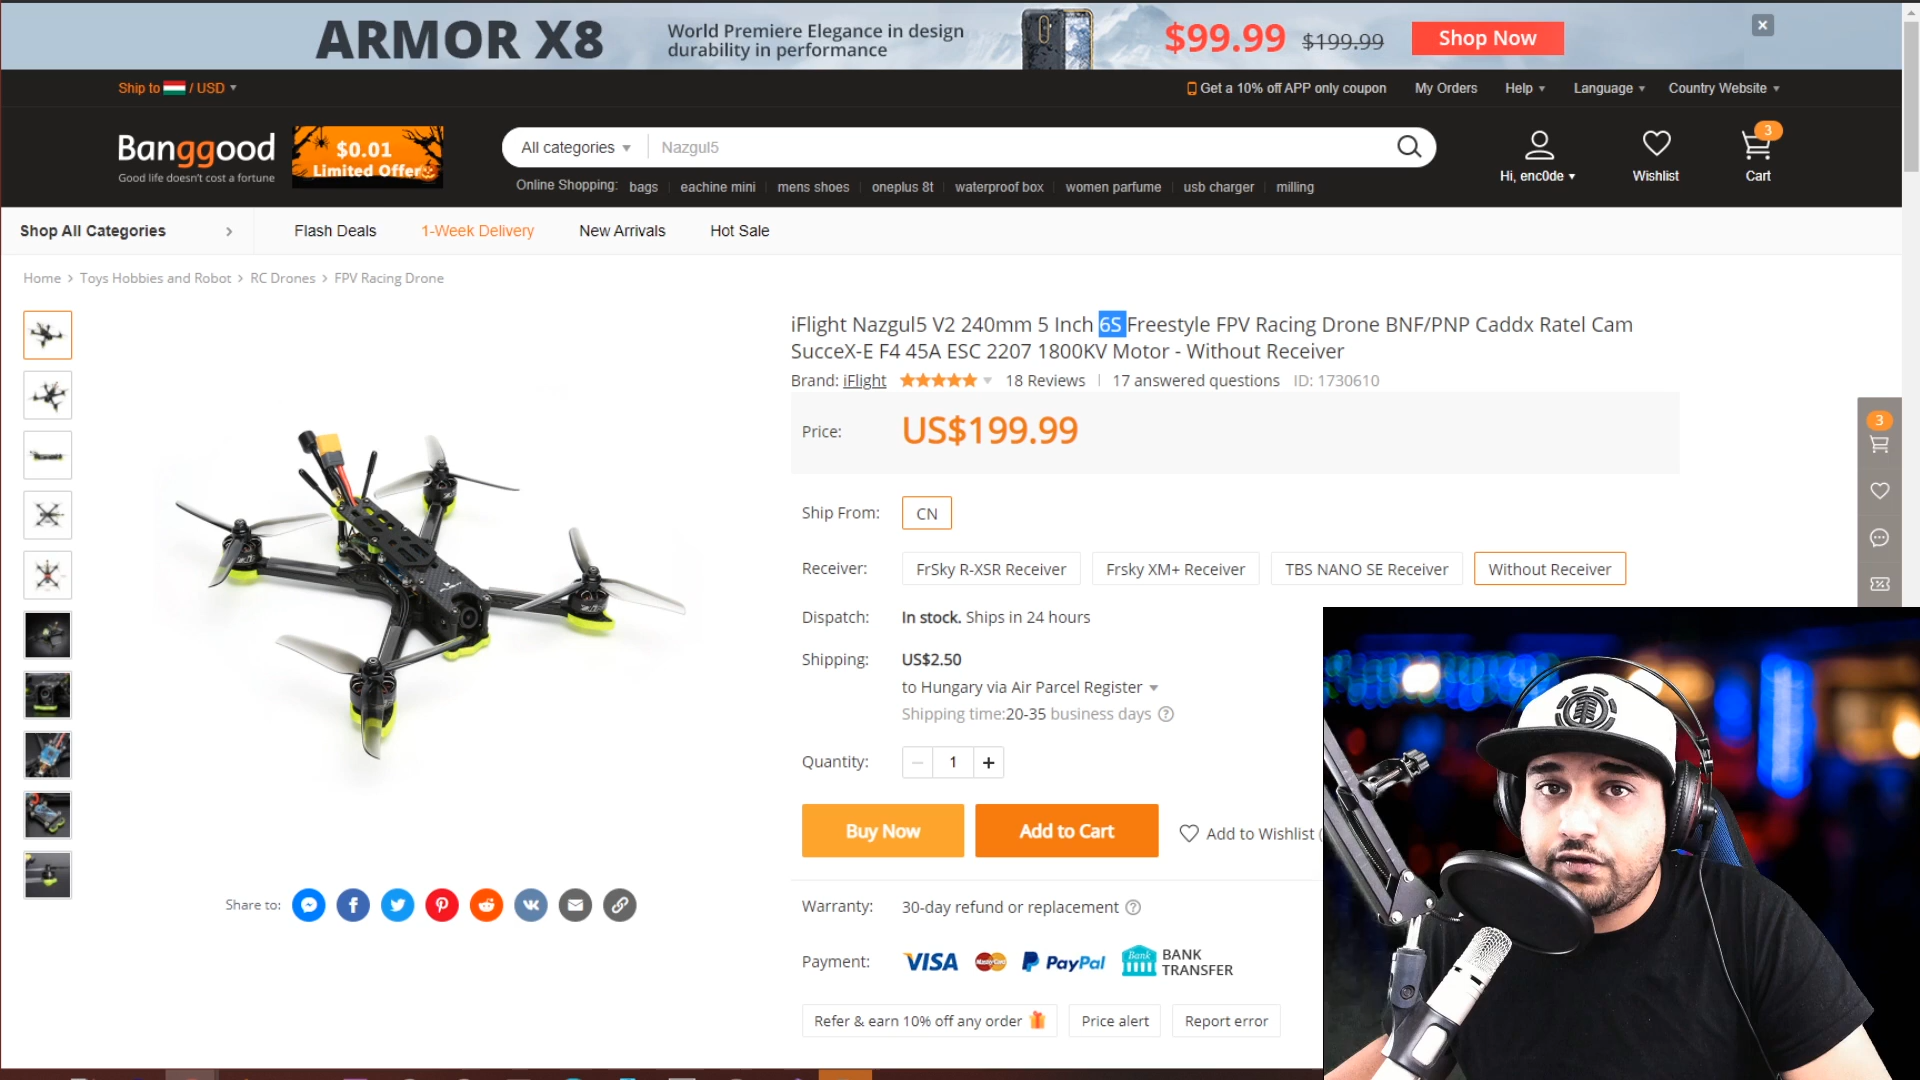 ARMOR X8
World Premiere Elegance in design
durability in performance
$99.99 $199.99 Shop Now
Ship to / USD
Get a 10% off APP only coupon My Orders Help Language Country Website
Banggood
Good life doesn't cost a fortune
$0.01
Limited Offer
All categories Nazgul5
Online Shopping: bags eachine mini mens shoes oneplus 8t waterproof box women parfume usb charger milling
Hi, enc0de
Wishlist
3
Cart
Shop All Categories Flash Deals 1-Week Delivery New Arrivals Hot Sale
Home > Toys Hobbies and Robot > RC Drones > FPV Racing Drone
iFlight Nazgul5 V2 240mm 5 Inch 6S Freestyle FPV Racing Drone BNF/PNP Caddx Ratel Cam
SucceX-E F4 45A ESC 2207 1800KV Motor - Without Receiver
Brand: iFlight 18 Reviews 17 answered questions ID: 1730610
Price: US$199.99
3
Ship From: CN
Receiver: FrSky R-XSR Receiver Frsky XM+ Receiver TBS NANO SE Receiver Without Receiver
Dispatch: In stock. Ships in 24 hours
Shipping: US$2.50
to Hungary via Air Parcel Register
Shipping time:20-35 business days ?
Quantity: 1
Buy Now Add to Cart Add to Wishlist (
Share to:
Warranty: 30-day refund or replacement ?
Payment: VISA MasterCard PayPal Bank BANK
TRANSFER
Refer & earn 10% off any order Price alert Report error